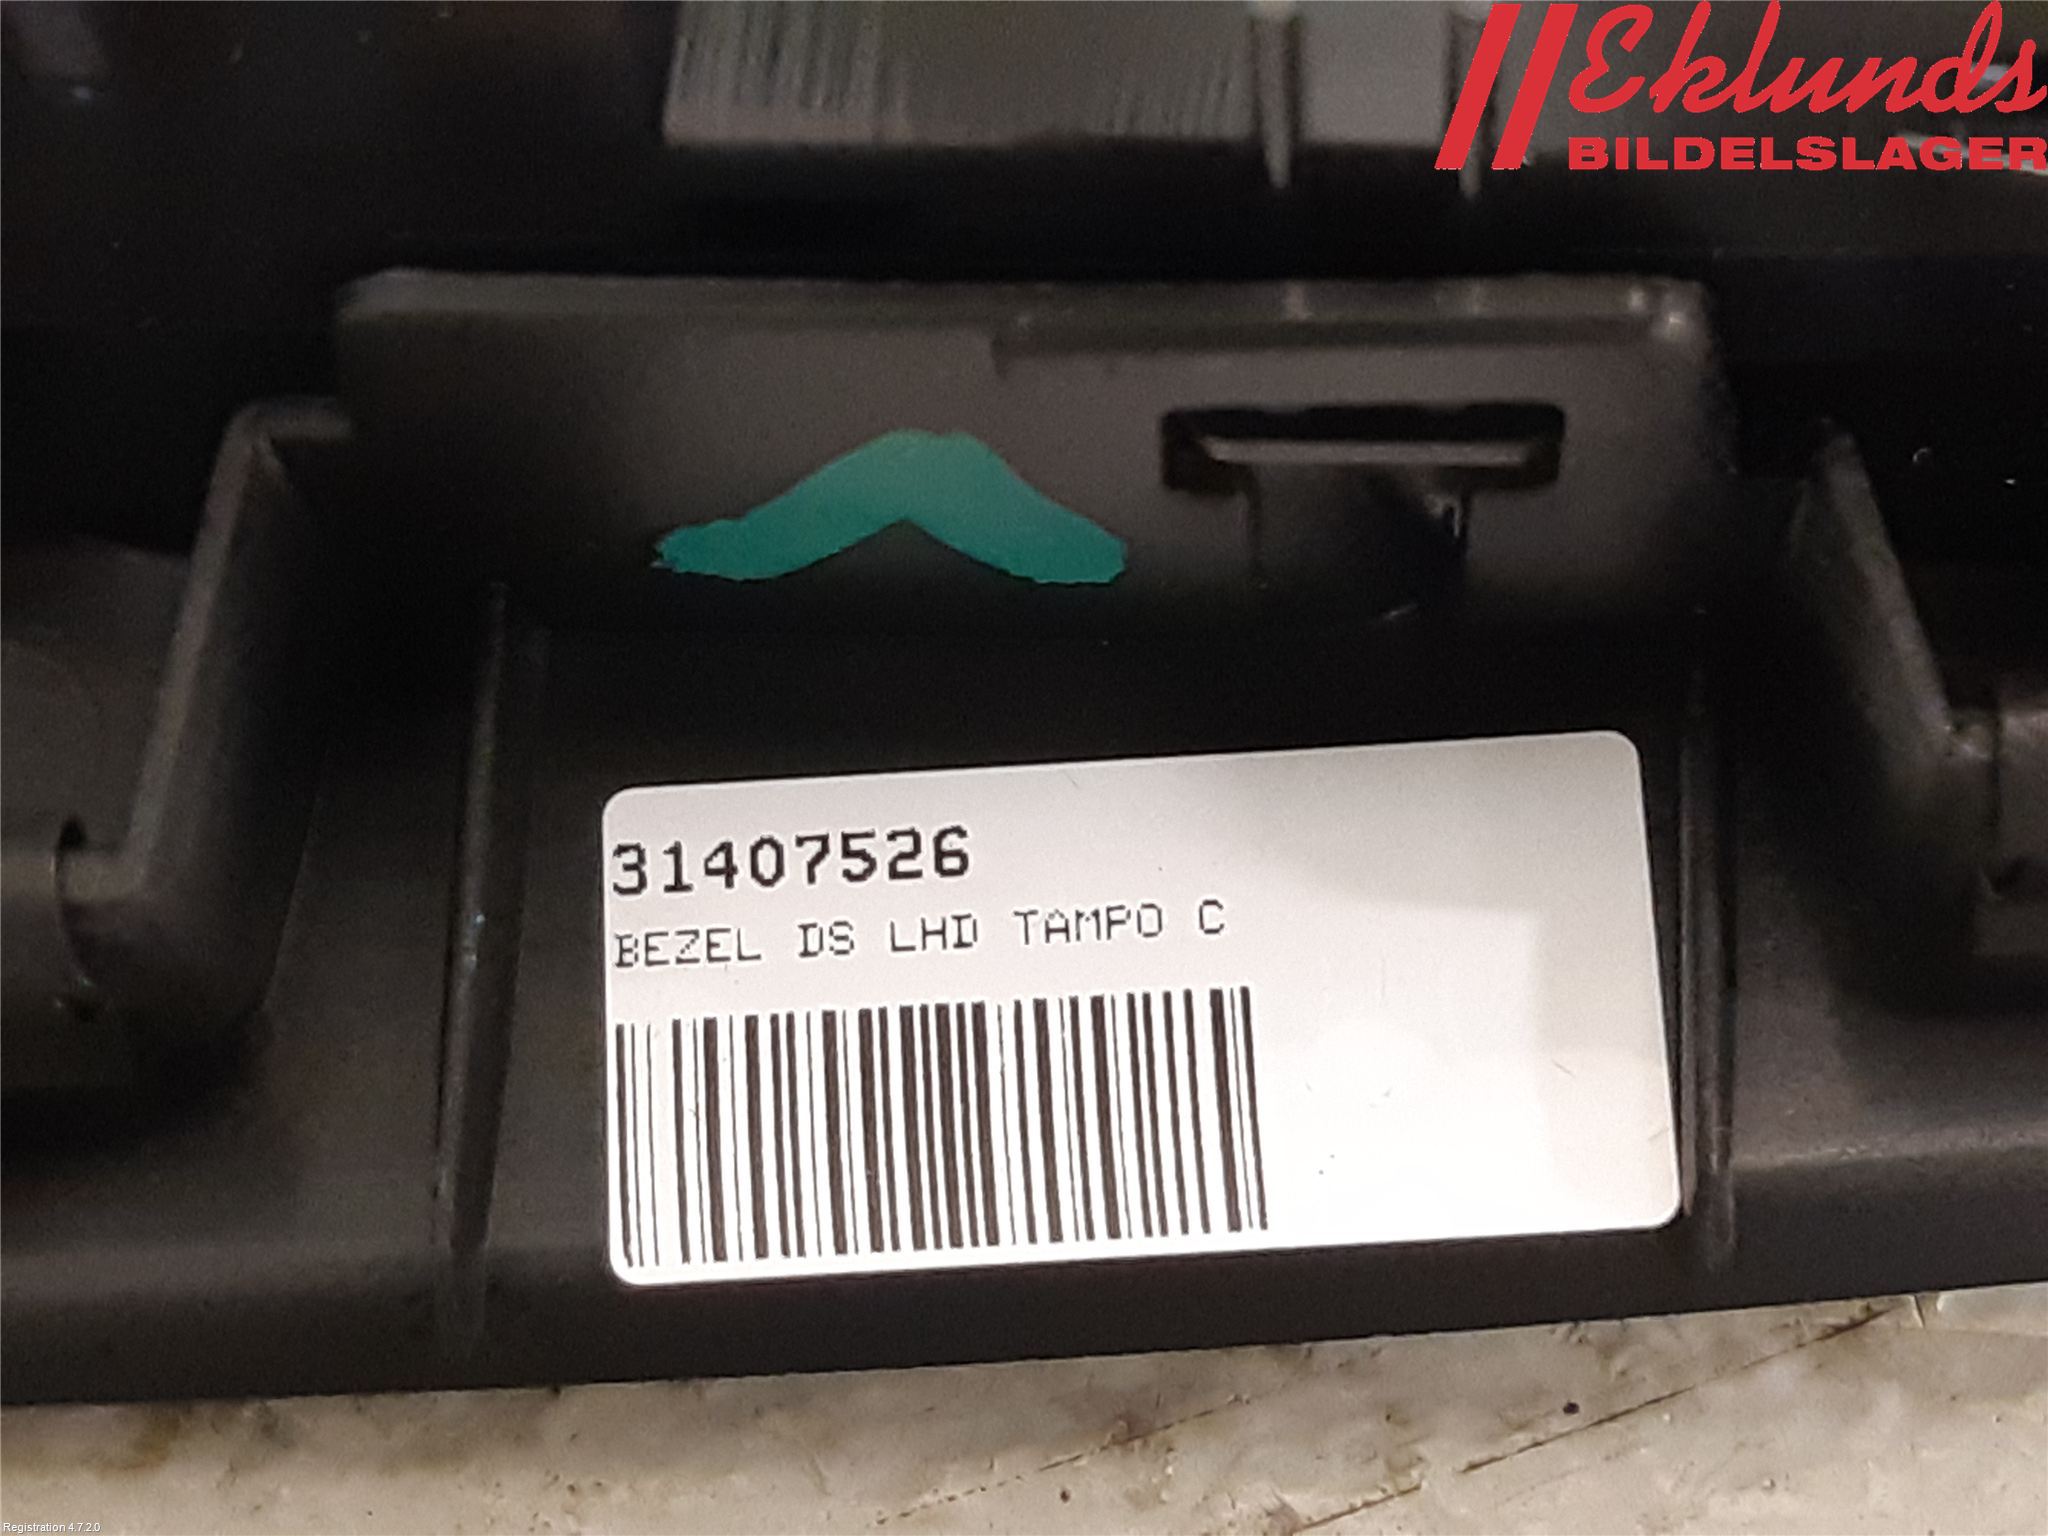 Eklunds
BILDELSLAGER
31407526
BEZEL DS LHD TAMPO C
Registration 4.7.2.0